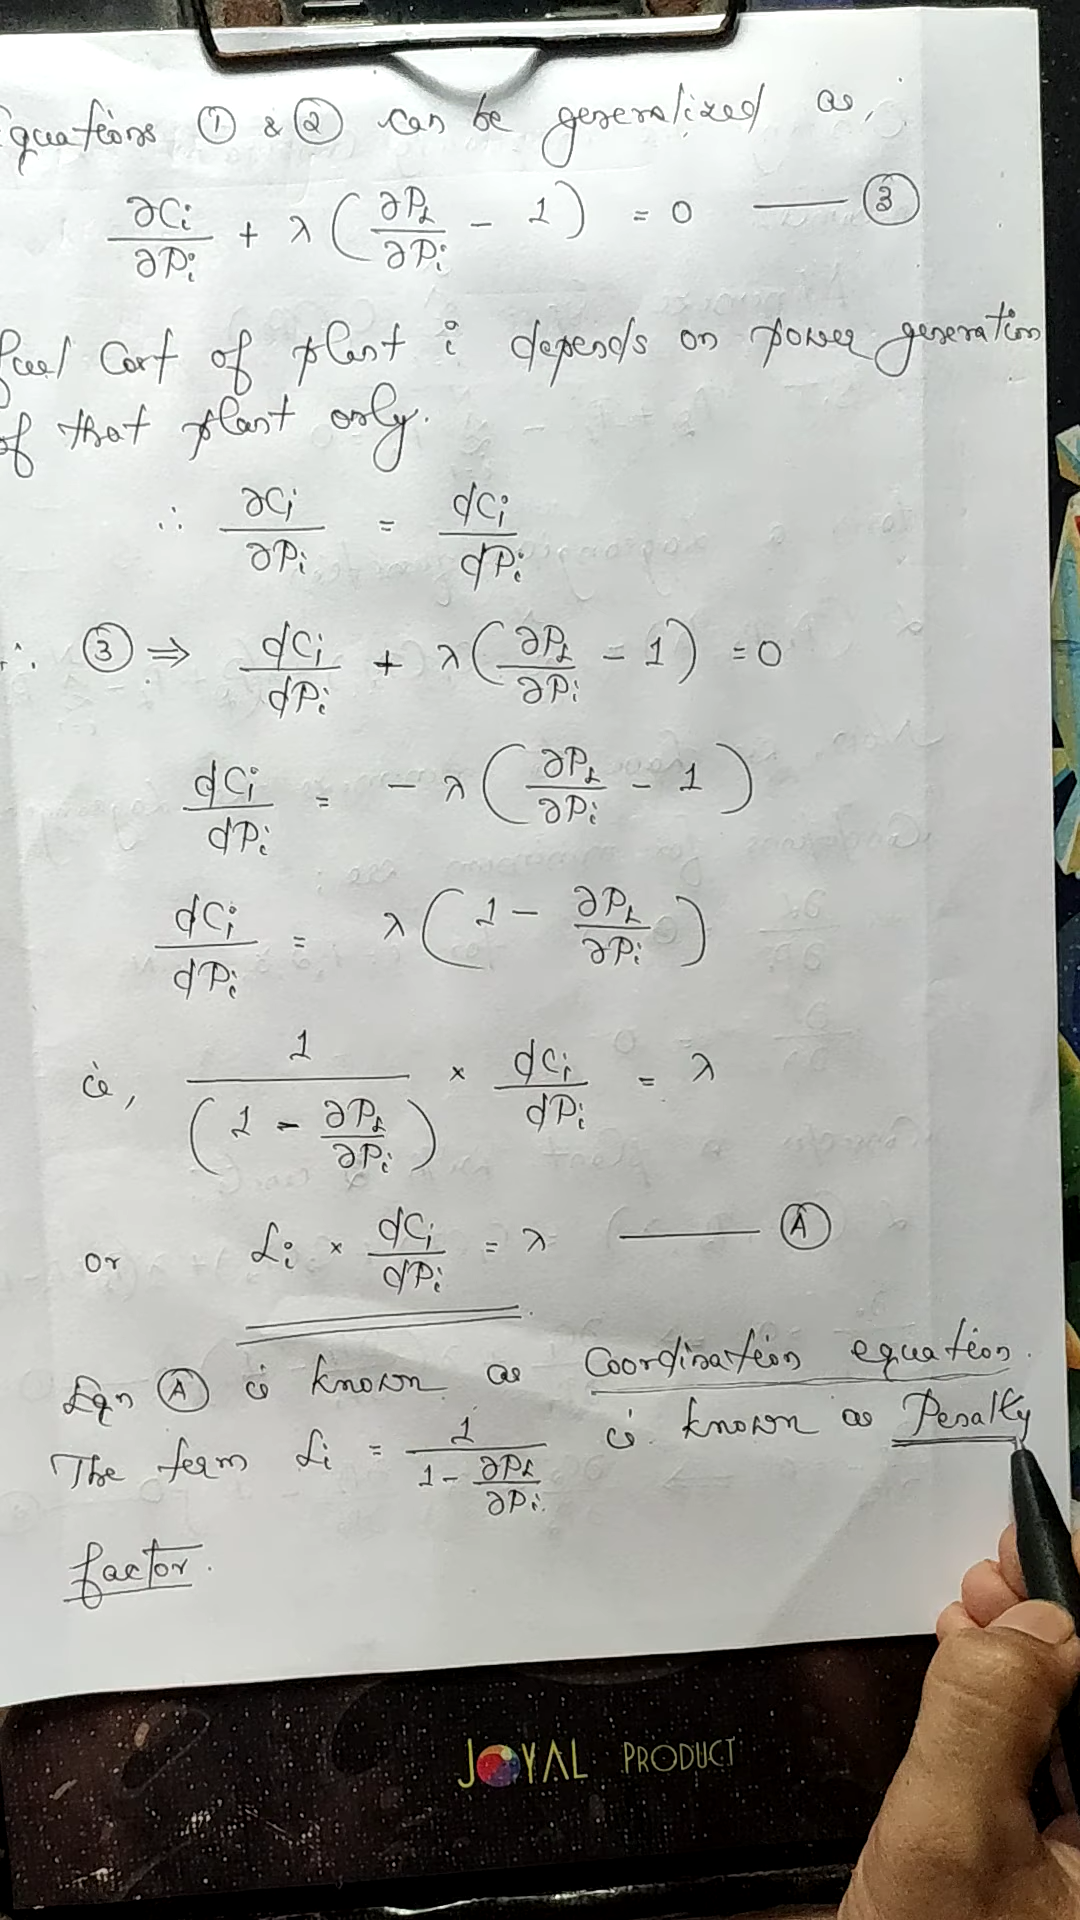 Equations ① & ② can be generalized as,
∂Ci/∂Pi + λ(∂PL/∂Pi - 1) = 0 —— ③
fuel Cost of plant i depends on power generation
of that plant only.
∴ ∂Ci/∂Pi = dCi/dPi
∴ ③ ⇒ dCi/dPi + λ(∂PL/∂Pi - 1) = 0
dCi/dPi = -λ(∂PL/∂Pi - 1)
dCi/dPi = λ(1 - ∂PL/∂Pi)
ie, 1/(1 - ∂PL/∂Pi) × dCi/dPi = λ
or Li × dCi/dPi = λ —— Ⓐ
Eqn Ⓐ is known as Coordination equation.
The term Li = 1/(1 - ∂PL/∂Pi) is known as Penalty
factor.
JOYAL PRODUCT